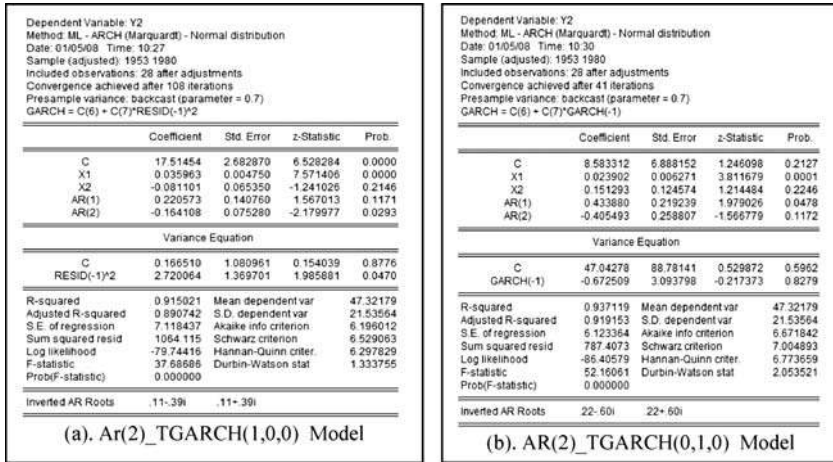 Dependent Variable: Y2
Method: ML - ARCH (Marquardt) - Normal distribution
Date: 01/05/08 Time: 10:27
Sample (adjusted): 1953 1980
Included observations: 28 after adjustments
Convergence achieved after 108 iterations
Presample variance: backcast (parameter = 0.7)
GARCH = C(6) + C(7)*RESID(-1)^2
Coefficient Std. Error z-Statistic Prob.
C 17.51454 2.682870 6.528284 0.0000
X1 0.035963 0.004750 7.571406 0.0000
X2 -0.081101 0.065350 -1.241026 0.2146
AR(1) 0.220573 0.140760 1.567013 0.1171
AR(2) -0.164108 0.075280 -2.179977 0.0293
Variance Equation
C 0.166510 1.080961 0.154039 0.8776
RESID(-1)^2 2.720064 1.369701 1.985881 0.0470
R-squared 0.915021 Mean dependent var 47.32179
Adjusted R-squared 0.890742 S.D. dependent var 21.53564
S.E. of regression 7.118437 Akaike info criterion 6.196012
Sum squared resid 1064.115 Schwarz criterion 6.529063
Log likelihood -79.74416 Hannan-Quinn criter. 6.297829
F-statistic 37.68686 Durbin-Watson stat 1.333755
Prob(F-statistic) 0.000000
Inverted AR Roots .11-.39i .11+.39i
(a). Ar(2)_TGARCH(1,0,0) Model
Dependent Variable: Y2
Method: ML - ARCH (Marquardt) - Normal distribution
Date: 01/05/08 Time: 10:30
Sample (adjusted): 1953 1980
Included observations: 28 after adjustments
Convergence achieved after 41 iterations
Presample variance: backcast (parameter = 0.7)
GARCH = C(6) + C(7)*GARCH(-1)
Coefficient Std. Error z-Statistic Prob.
C 8.583312 6.888152 1.246098 0.2127
X1 0.023902 0.006271 3.811679 0.0001
X2 0.151293 0.124574 1.214484 0.2246
AR(1) 0.433880 0.219239 1.979026 0.0478
AR(2) -0.405493 0.258807 -1.566779 0.1172
Variance Equation
C 47.04278 88.78141 0.529872 0.5962
GARCH(-1) -0.672509 3.093798 -0.217373 0.8279
R-squared 0.937119 Mean dependent var 47.32179
Adjusted R-squared 0.919153 S.D. dependent var 21.53564
S.E. of regression 6.123364 Akaike info criterion 6.671842
Sum squared resid 787.4073 Schwarz criterion 7.004893
Log likelihood -86.40579 Hannan-Quinn criter. 6.773659
F-statistic 52.16061 Durbin-Watson stat 2.053521
Prob(F-statistic) 0.000000
Inverted AR Roots .22-.60i .22+.60i
(b). AR(2)_TGARCH(0,1,0) Model